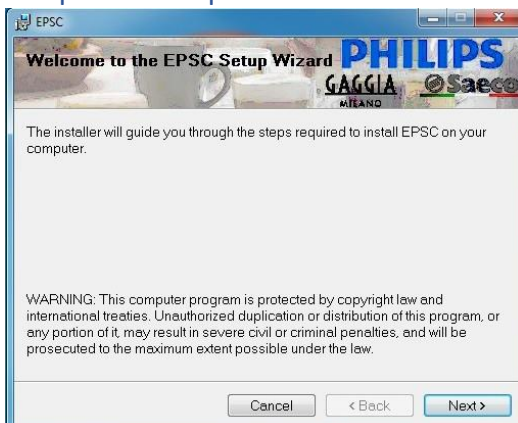 EPSC
Welcome to the EPSC Setup Wizard
PHILIPS
GAGGIA
MILANO
Saeco
The installer will guide you through the steps required to install EPSC on your
computer.
WARNING: This computer program is protected by copyright law and
international treaties. Unauthorized duplication or distribution of this program, or
any portion of it, may result in severe civil or criminal penalties, and will be
prosecuted to the maximum extent possible under the law.
Cancel
< Back
Next >